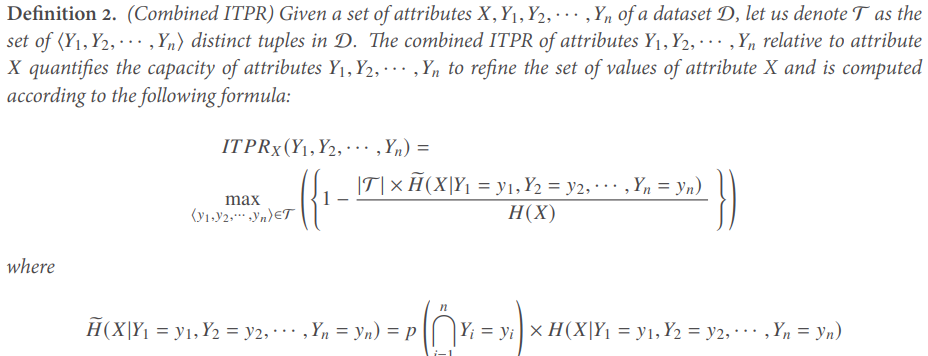 Definition 2. (Combined ITPR) Given a set of attributes X, Y₁, Y₂, ⋯ , Yₙ of a dataset 𝒟, let us denote 𝒯 as the
set of ⟨Y₁, Y₂, ⋯ , Yₙ⟩ distinct tuples in 𝒟. The combined ITPR of attributes Y₁, Y₂, ⋯ , Yₙ relative to attribute
X quantifies the capacity of attributes Y₁, Y₂, ⋯ , Yₙ to refine the set of values of attribute X and is computed
according to the following formula:
ITPR_X(Y₁, Y₂, ⋯ , Yₙ) =
max_{⟨y₁,y₂,⋯ ,yₙ⟩∈𝒯} ( { 1 − (|𝒯| × H̃(X|Y₁ = y₁, Y₂ = y₂, ⋯ , Yₙ = yₙ)) / H(X) } )
where
H̃(X|Y₁ = y₁, Y₂ = y₂, ⋯ , Yₙ = yₙ) = p ( ⋂_{i=1}^{n} Yᵢ = yᵢ ) × H(X|Y₁ = y₁, Y₂ = y₂, ⋯ , Yₙ = yₙ)